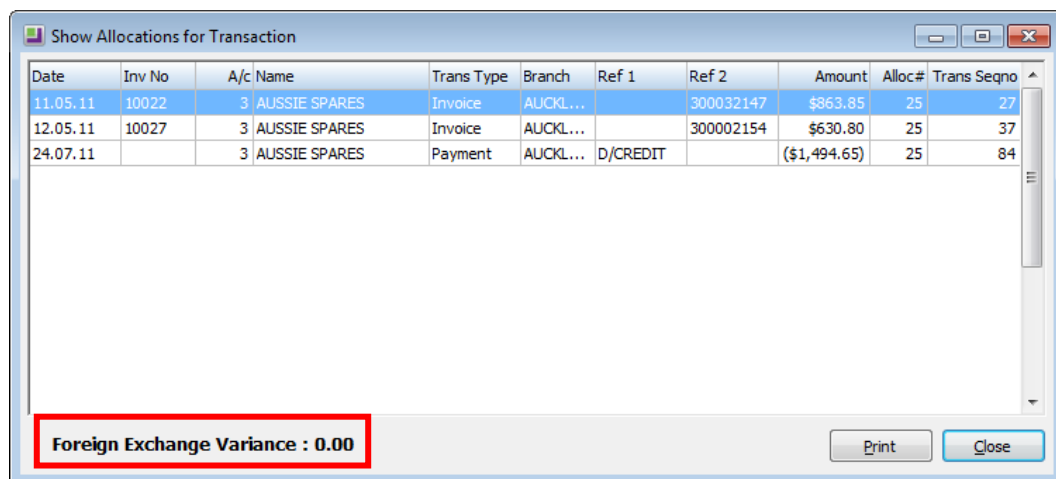 Show Allocations for Transaction
Date Inv No A/c Name Trans Type Branch Ref 1 Ref 2 Amount Alloc# Trans Seqno
11.05.11 10022 3 AUSSIE SPARES Invoice AUCKL... 300032147 $863.85 25 27
12.05.11 10027 3 AUSSIE SPARES Invoice AUCKL... 300002154 $630.80 25 37
24.07.11 3 AUSSIE SPARES Payment AUCKL... D/CREDIT ($1,494.65) 25 84
Foreign Exchange Variance : 0.00 Print Close